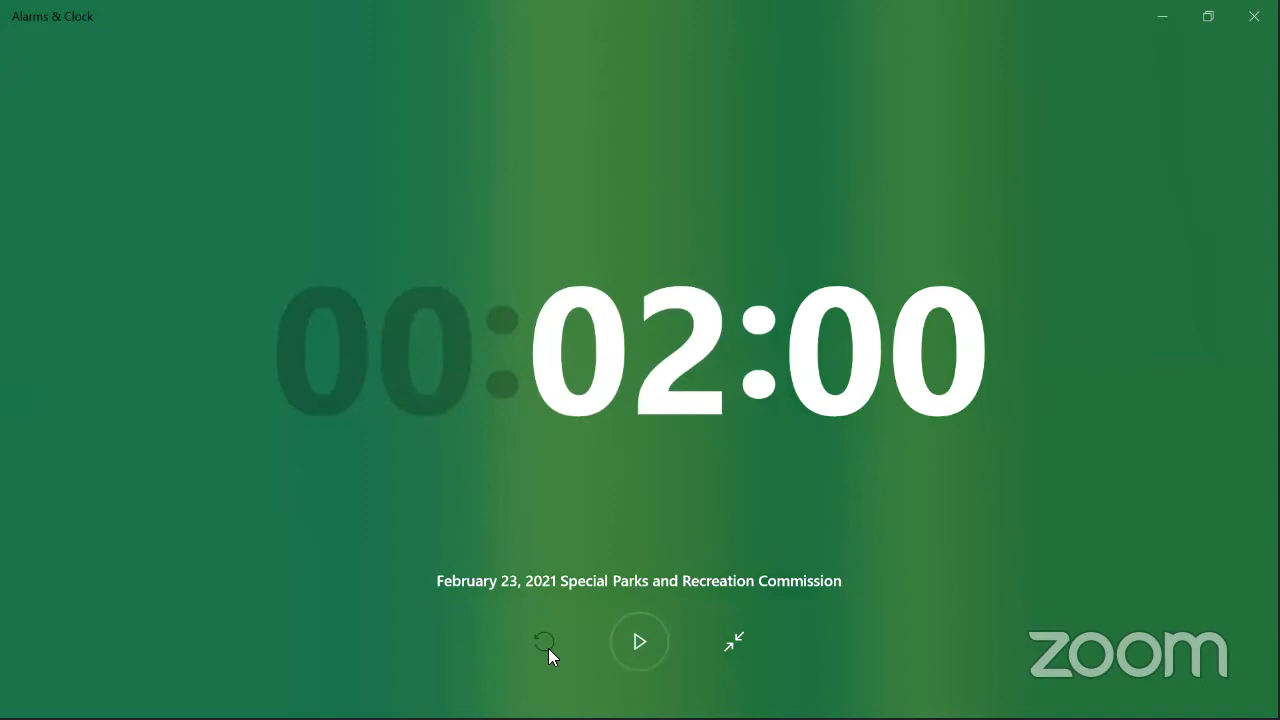 Alarms & Clock
00:02:00
February 23, 2021 Special Parks and Recreation Commission
zoom